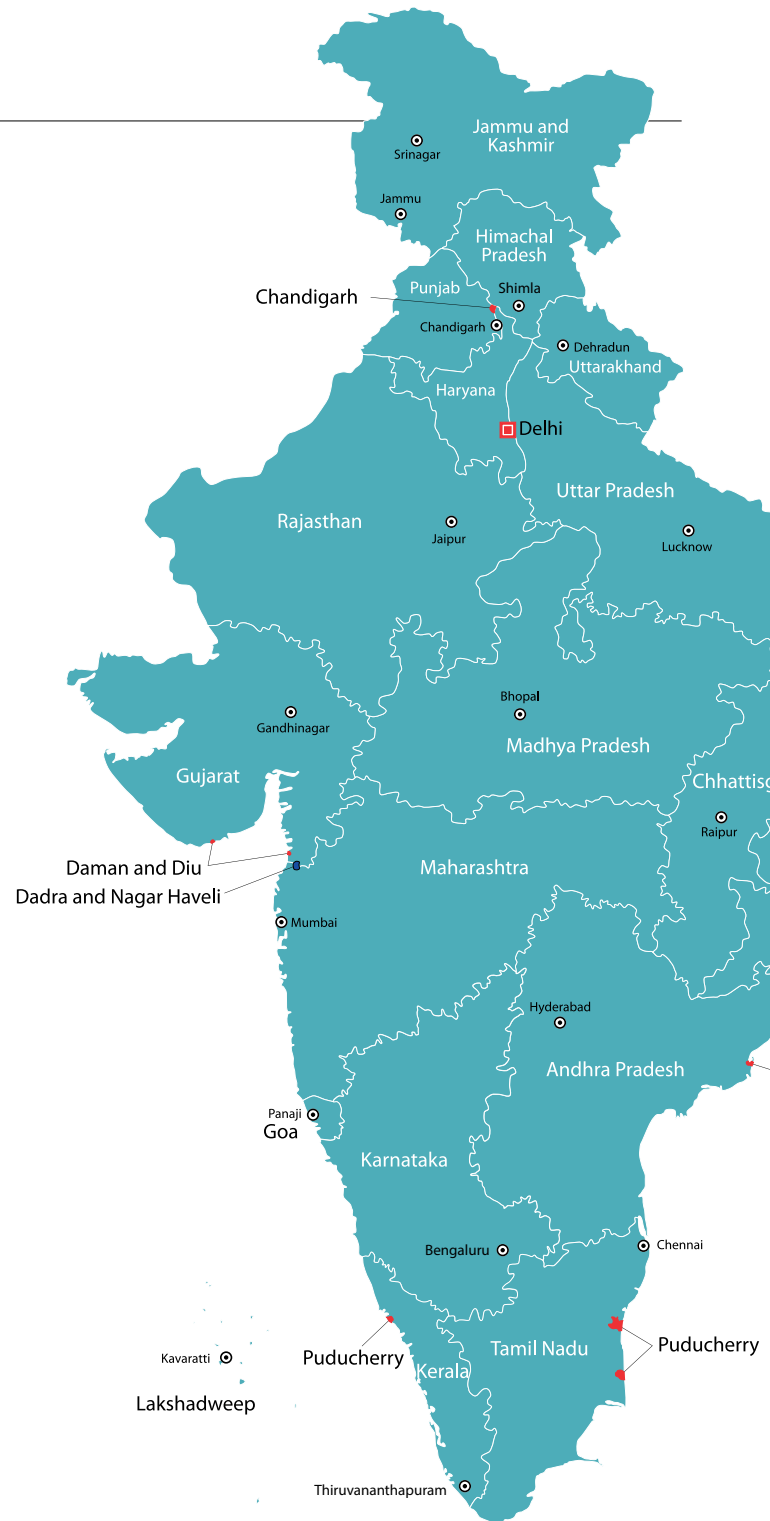 Jammu and
Kashmir
Srinagar
Jammu
Himachal
Pradesh
Punjab
Shimla
Chandigarh
Chandigarh
Dehradun
Uttarakhand
Haryana
Delhi
Uttar Pradesh
Rajasthan
Jaipur
Lucknow
Bhopal
Gandhinagar
Madhya Pradesh
Gujarat
Chhattisg
Raipur
Daman and Diu
Maharashtra
Dadra and Nagar Haveli
Mumbai
Hyderabad
Andhra Pradesh
Panaji
Goa
Karnataka
Bengaluru
Chennai
Kavaratti
Puducherry
Tamil Nadu
Puducherry
Kerala
Lakshadweep
Thiruvananthapuram